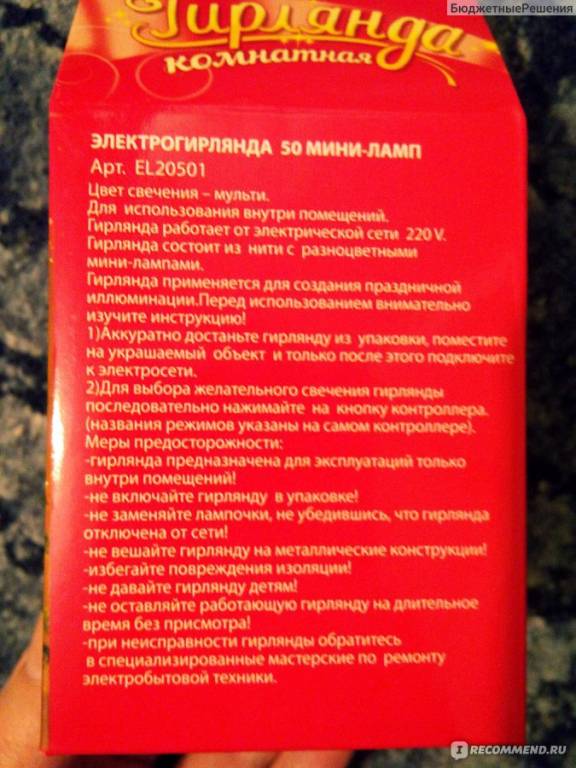 БюджетныеРешения
Гирлянда
комнатная
ЭЛЕКТРОГИРЛЯНДА 50 МИНИ-ЛАМП
Арт. EL20501
Цвет свечения – мульти.
Для использования внутри помещений.
Гирлянда работает от электрической сети 220 V.
Гирлянда состоит из нити с разноцветными
мини-лампами.
Гирлянда применяется для создания праздничной
иллюминации.Перед использованием внимательно
изучите инструкцию!
1)Аккуратно достаньте гирлянду из упаковки, поместите
на украшаемый объект и только после этого подключите
к электросети.
2)Для выбора желательного свечения гирлянды
последовательно нажимайте на кнопку контроллера.
(названия режимов указаны на самом контроллере).
Меры предосторожности:
-гирлянда предназначена для эксплуатаций только
внутри помещений!
-не включайте гирлянду в упаковке!
-не заменяйте лампочки, не убедившись, что гирлянда
отключена от сети!
-не вешайте гирлянду на металлические конструкции!
-избегайте повреждения изоляции!
-не давайте гирлянду детям!
-не оставляйте работающую гирлянду на длительное
время без присмотра!
-при неисправности гирлянды обратитесь
в специализированные мастерские по ремонту
электробытовой техники.
IRECOMMEND.RU